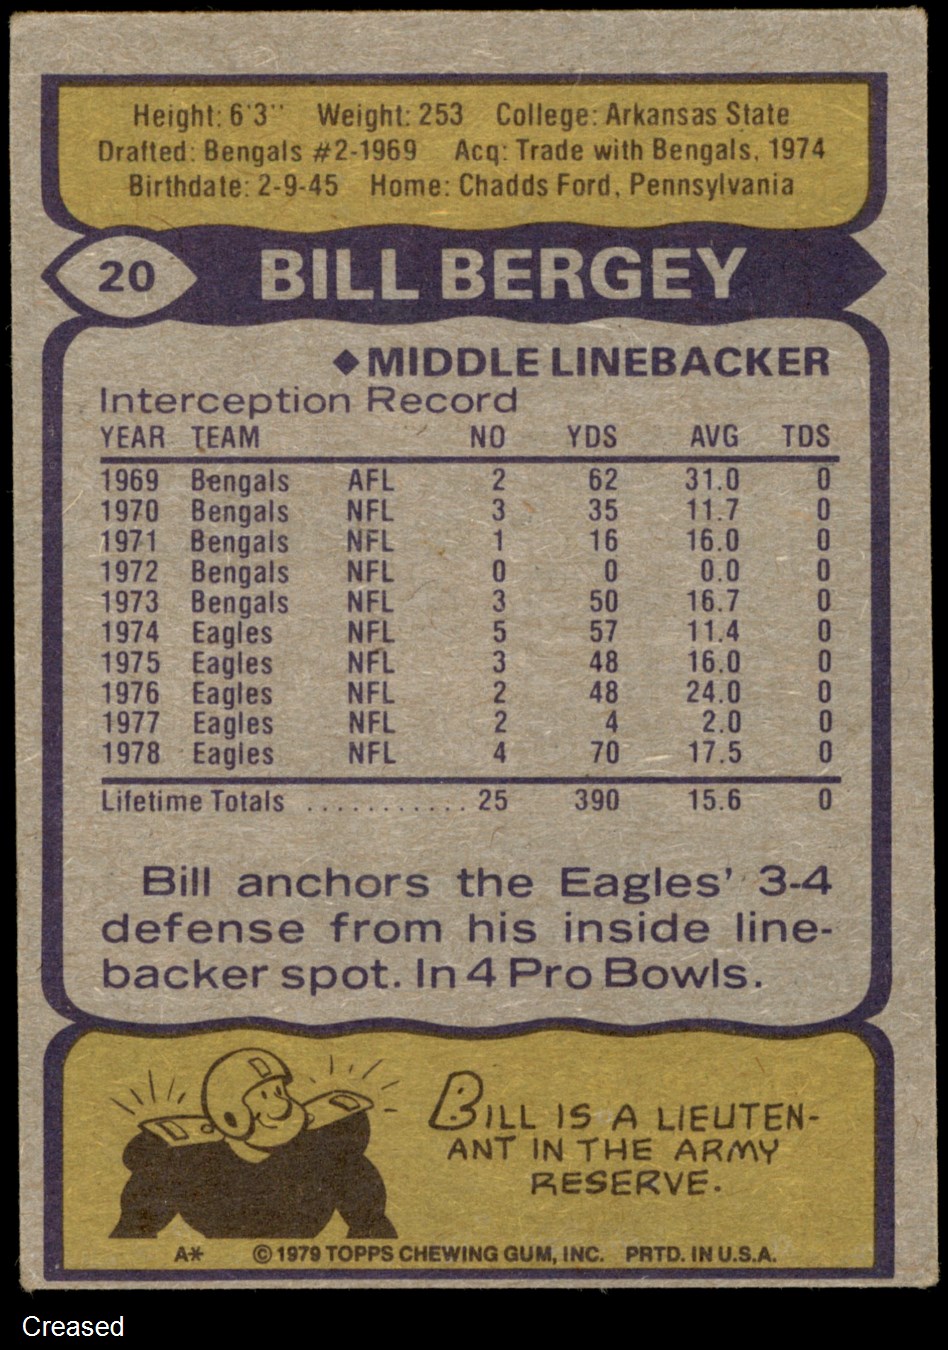 Height: 6'3" Weight: 253 College: Arkansas State
Drafted: Bengals #2-1969 Acq: Trade with Bengals, 1974
Birthdate: 2-9-45 Home: Chadds Ford, Pennsylvania
20 BILL BERGEY
◆ MIDDLE LINEBACKER
Interception Record
YEAR TEAM NO YDS AVG TDS
1969 Bengals AFL 2 62 31.0 0
1970 Bengals NFL 3 35 11.7 0
1971 Bengals NFL 1 16 16.0 0
1972 Bengals NFL 0 0 0.0 0
1973 Bengals NFL 3 50 16.7 0
1974 Eagles NFL 5 57 11.4 0
1975 Eagles NFL 3 48 16.0 0
1976 Eagles NFL 2 48 24.0 0
1977 Eagles NFL 2 4 2.0 0
1978 Eagles NFL 4 70 17.5 0
Lifetime Totals ........... 25 390 15.6 0
Bill anchors the Eagles' 3-4
defense from his inside line-
backer spot. In 4 Pro Bowls.
BILL IS A LIEUTEN-
ANT IN THE ARMY
RESERVE.
A* © 1979 TOPPS CHEWING GUM, INC. PRTD. IN U.S.A.
Creased